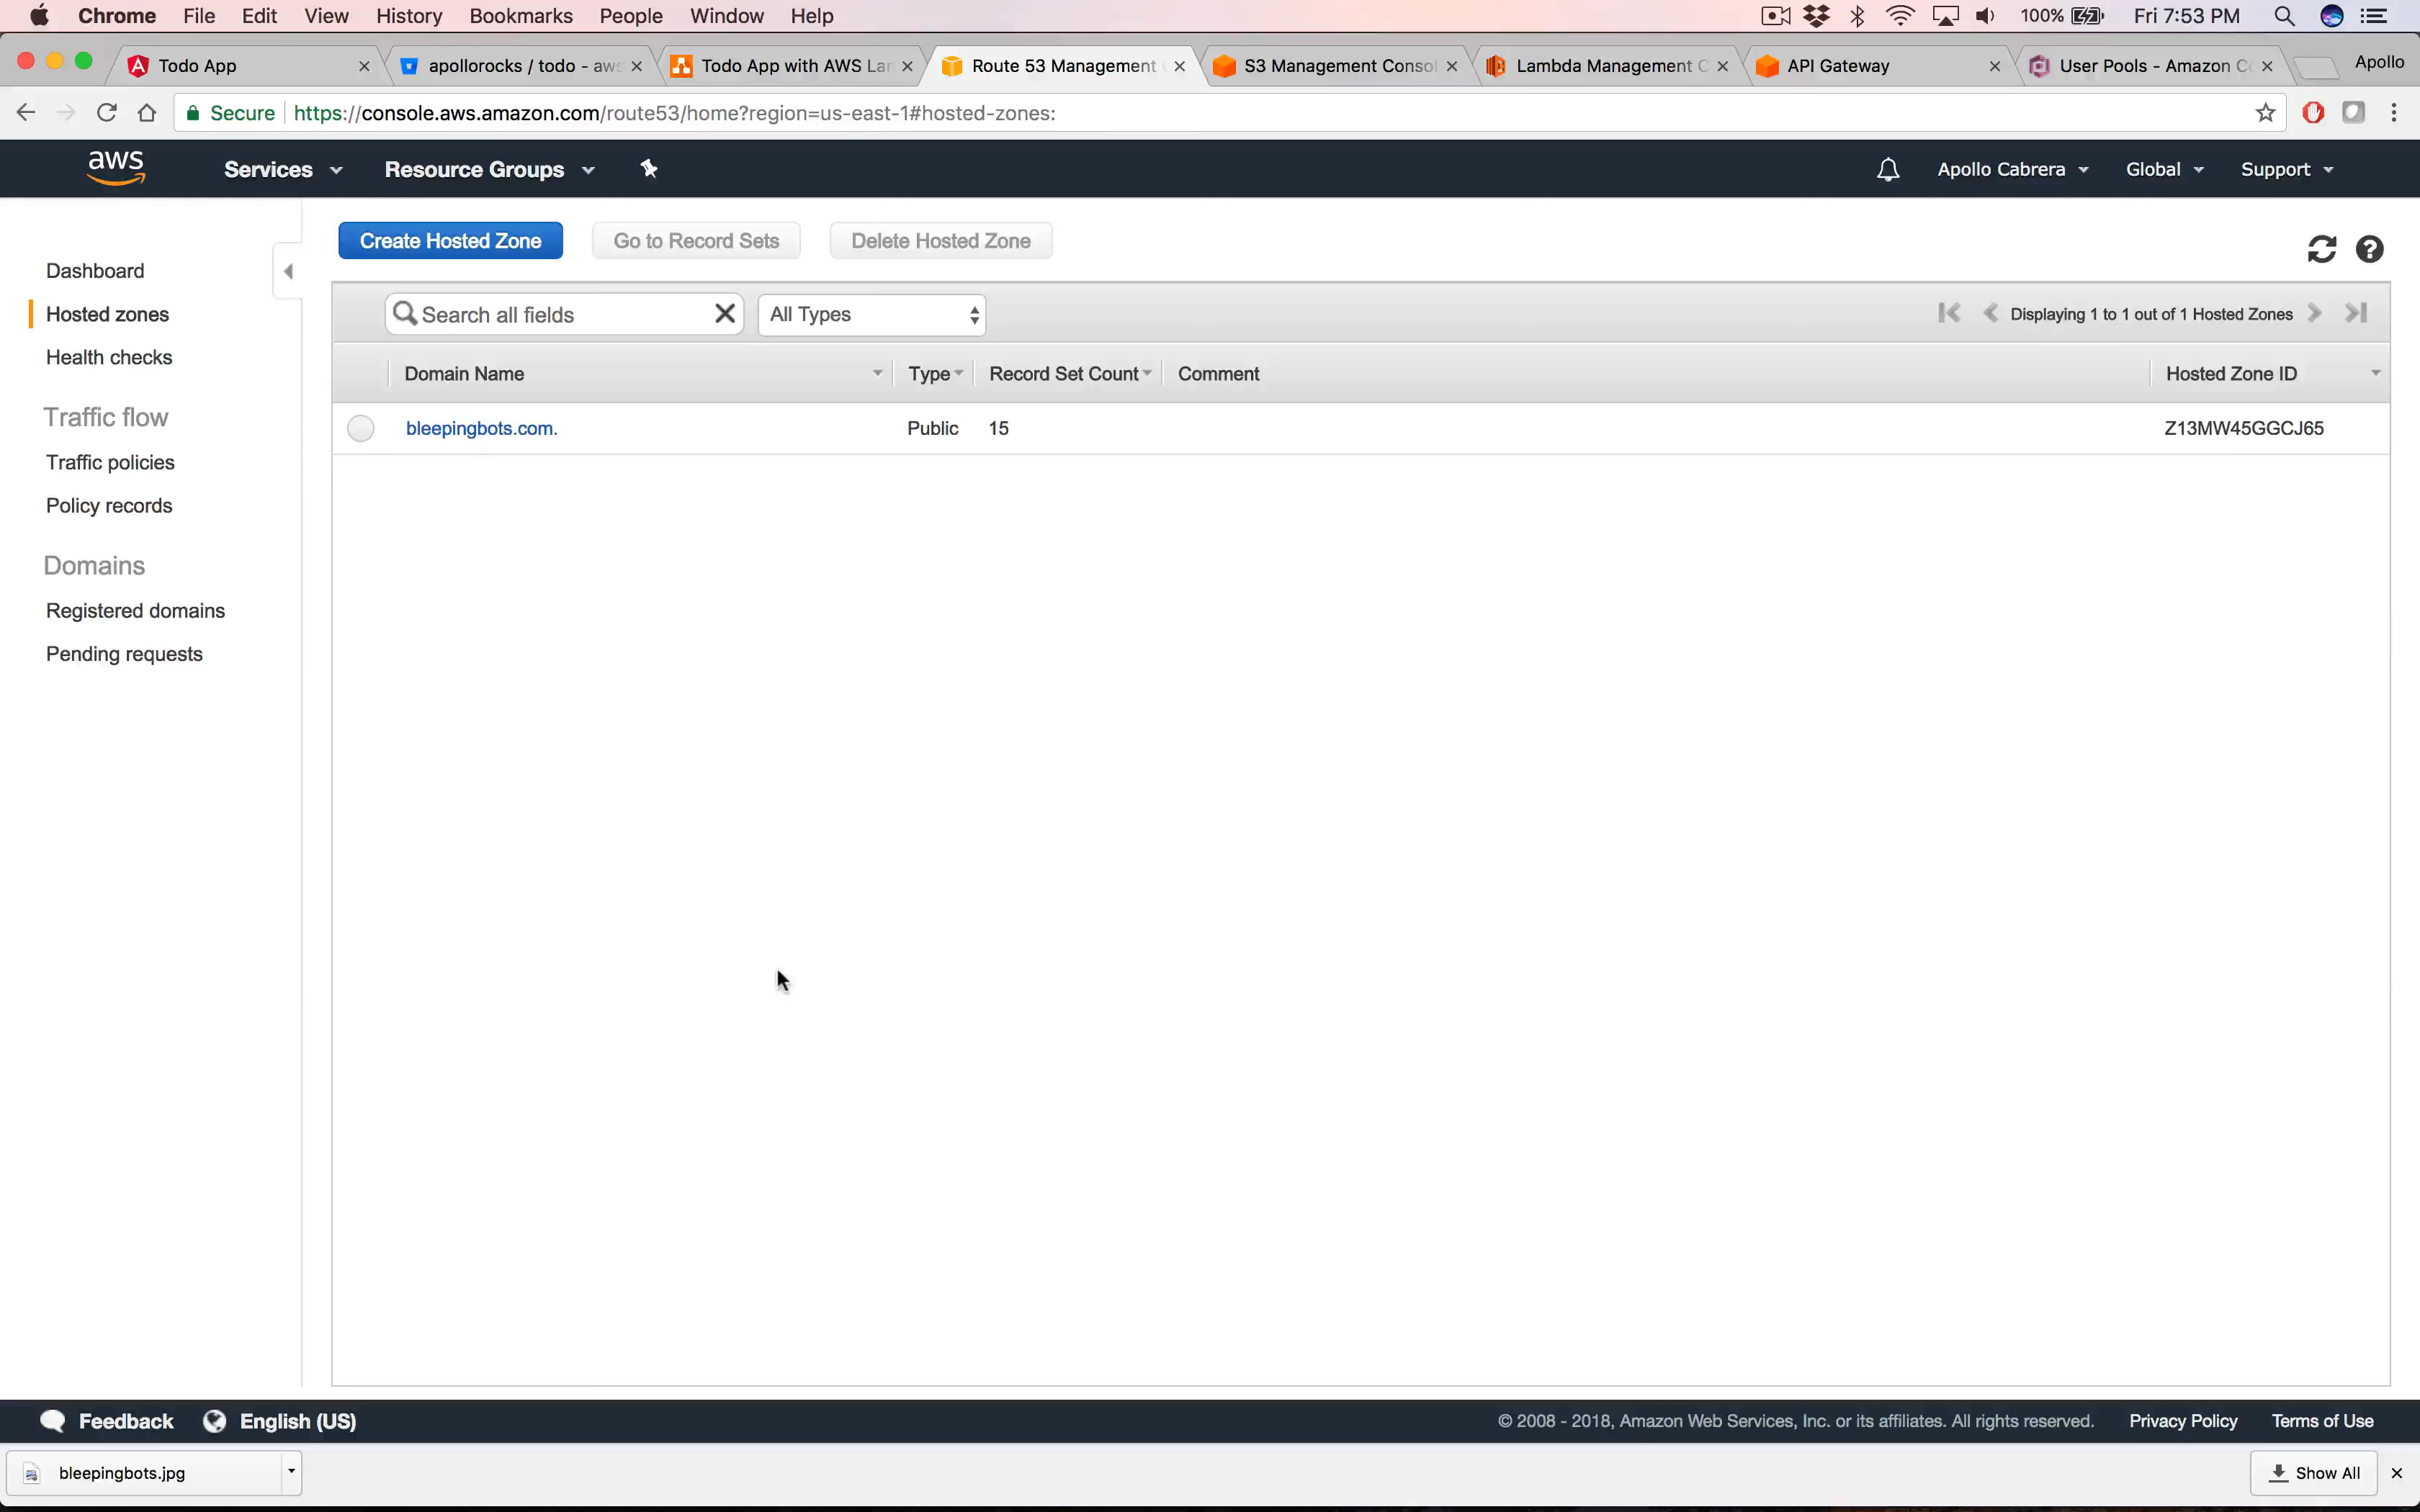 Chrome File Edit View History Bookmarks People Window Help 100% Fri 7:53 PM
Todo App apollorocks / todo - aws Todo App with AWS Lan Route 53 Management S3 Management Consol Lambda Management C API Gateway User Pools - Amazon Co Apollo
Secure https://console.aws.amazon.com/route53/home?region=us-east-1#hosted-zones:
aws Services Resource Groups Apollo Cabrera Global Support
Create Hosted Zone Go to Record Sets Delete Hosted Zone
Dashboard
Hosted zones
Health checks
Traffic flow
Traffic policies
Policy records
Domains
Registered domains
Pending requests
Search all fields All Types Displaying 1 to 1 out of 1 Hosted Zones
Domain Name Type Record Set Count Comment Hosted Zone ID
bleepingbots.com. Public 15 Z13MW45GGCJ65
Feedback English (US) © 2008 - 2018, Amazon Web Services, Inc. or its affiliates. All rights reserved. Privacy Policy Terms of Use
bleepingbots.jpg Show All